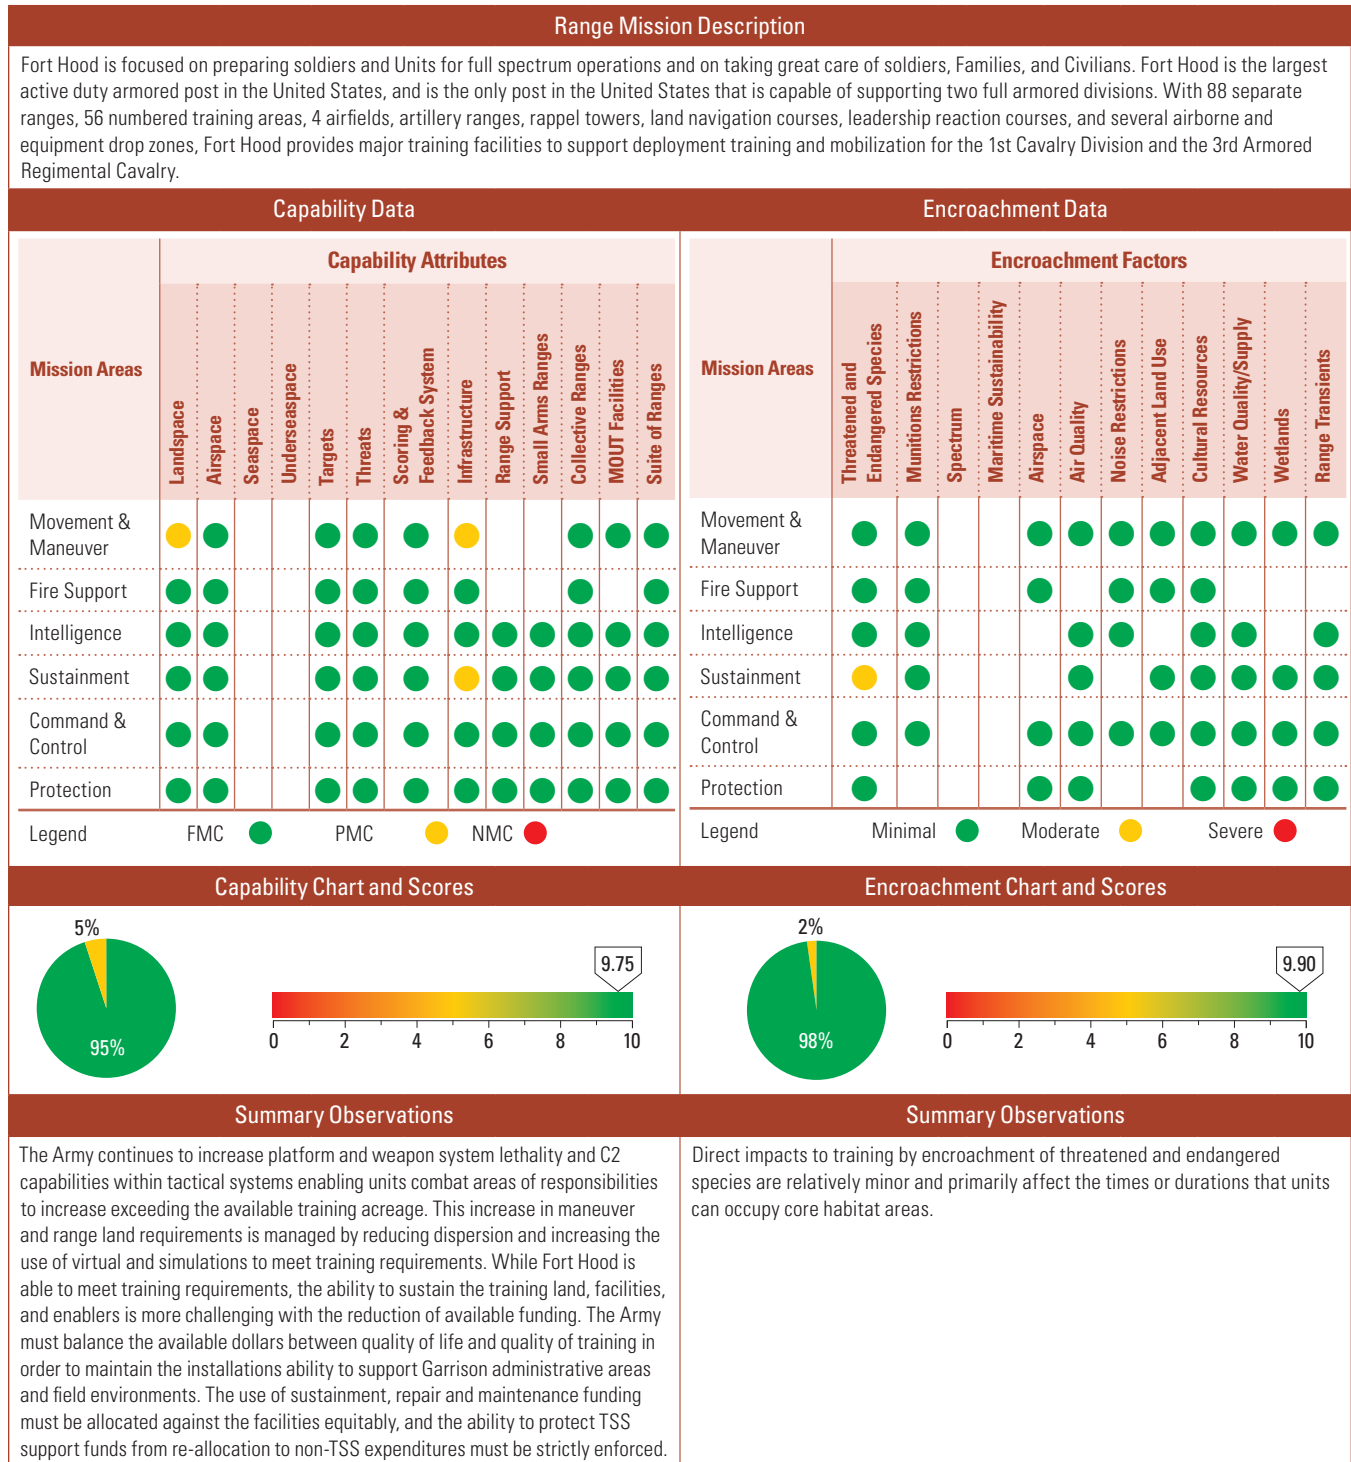 Range Mission Description
Fort Hood is focused on preparing soldiers and Units for full spectrum operations and on taking great care of soldiers, Families, and Civilians. Fort Hood is the largest
active duty armored post in the United States, and is the only post in the United States that is capable of supporting two full armored divisions. With 88 separate
ranges, 56 numbered training areas, 4 airfields, artillery ranges, rappel towers, land navigation courses, leadership reaction courses, and several airborne and
equipment drop zones, Fort Hood provides major training facilities to support deployment training and mobilization for the 1st Cavalry Division and the 3rd Armored
Regimental Cavalry.
Capability Data
Mission Areas
Capability Attributes
Landspace
Airspace
Seaspace
Underseaspace
Targets
Threats
Scoring &
Feedback System
Infrastructure
Range Support
Small Arms Ranges
Collective Ranges
MOUT Facilities
Suite of Ranges
Movement &
Maneuver
Fire Support
Intelligence
Sustainment
Command &
Control
Protection
Legend FMC PMC NMC
Encroachment Data
Mission Areas
Encroachment Factors
Threatened and
Endangered Species
Munitions Restrictions
Spectrum
Maritime Sustainability
Airspace
Air Quality
Noise Restrictions
Adjacent Land Use
Cultural Resources
Water Quality/Supply
Wetlands
Range Transients
Movement &
Maneuver
Fire Support
Intelligence
Sustainment
Command &
Control
Protection
Legend Minimal Moderate Severe
Capability Chart and Scores
5%
95%
9.75
0 2 4 6 8 10
Encroachment Chart and Scores
2%
98%
9.90
0 2 4 6 8 10
Summary Observations
The Army continues to increase platform and weapon system lethality and C2
capabilities within tactical systems enabling units combat areas of responsibilities
to increase exceeding the available training acreage. This increase in maneuver
and range land requirements is managed by reducing dispersion and increasing the
use of virtual and simulations to meet training requirements. While Fort Hood is
able to meet training requirements, the ability to sustain the training land, facilities,
and enablers is more challenging with the reduction of available funding. The Army
must balance the available dollars between quality of life and quality of training in
order to maintain the installations ability to support Garrison administrative areas
and field environments. The use of sustainment, repair and maintenance funding
must be allocated against the facilities equitably, and the ability to protect TSS
support funds from re-allocation to non-TSS expenditures must be strictly enforced.
Summary Observations
Direct impacts to training by encroachment of threatened and endangered
species are relatively minor and primarily affect the times or durations that units
can occupy core habitat areas.